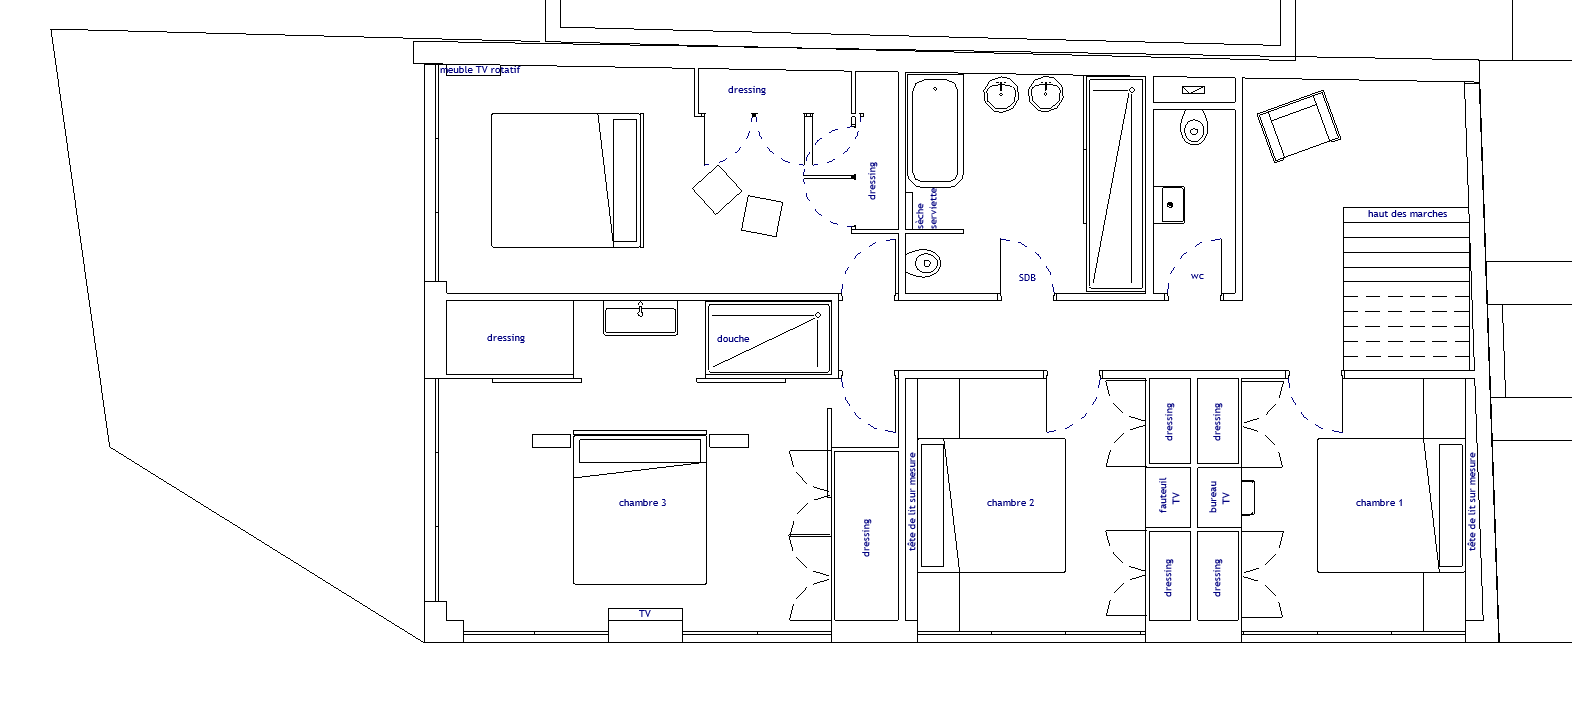 meuble TV rotatif
dressing
dressing
sèche
serviette
haut des marches
SDB
wc
dressing
douche
dressing
dressing
chambre 3
dressing
tête de lit sur mesure
chambre 2
fauteuil
TV
bureau
TV
chambre 1
tête de lit sur mesure
dressing
dressing
TV